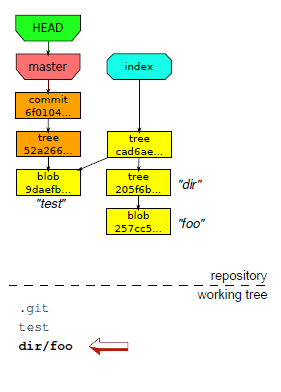 HEAD
master
index
commit
6f0104...
tree
52a266...
tree
cad6ae...
blob
9daefb...
"test"
tree
205f6b...
"dir"
blob
257cc5...
"foo"
repository
working tree
.git
test
dir/foo